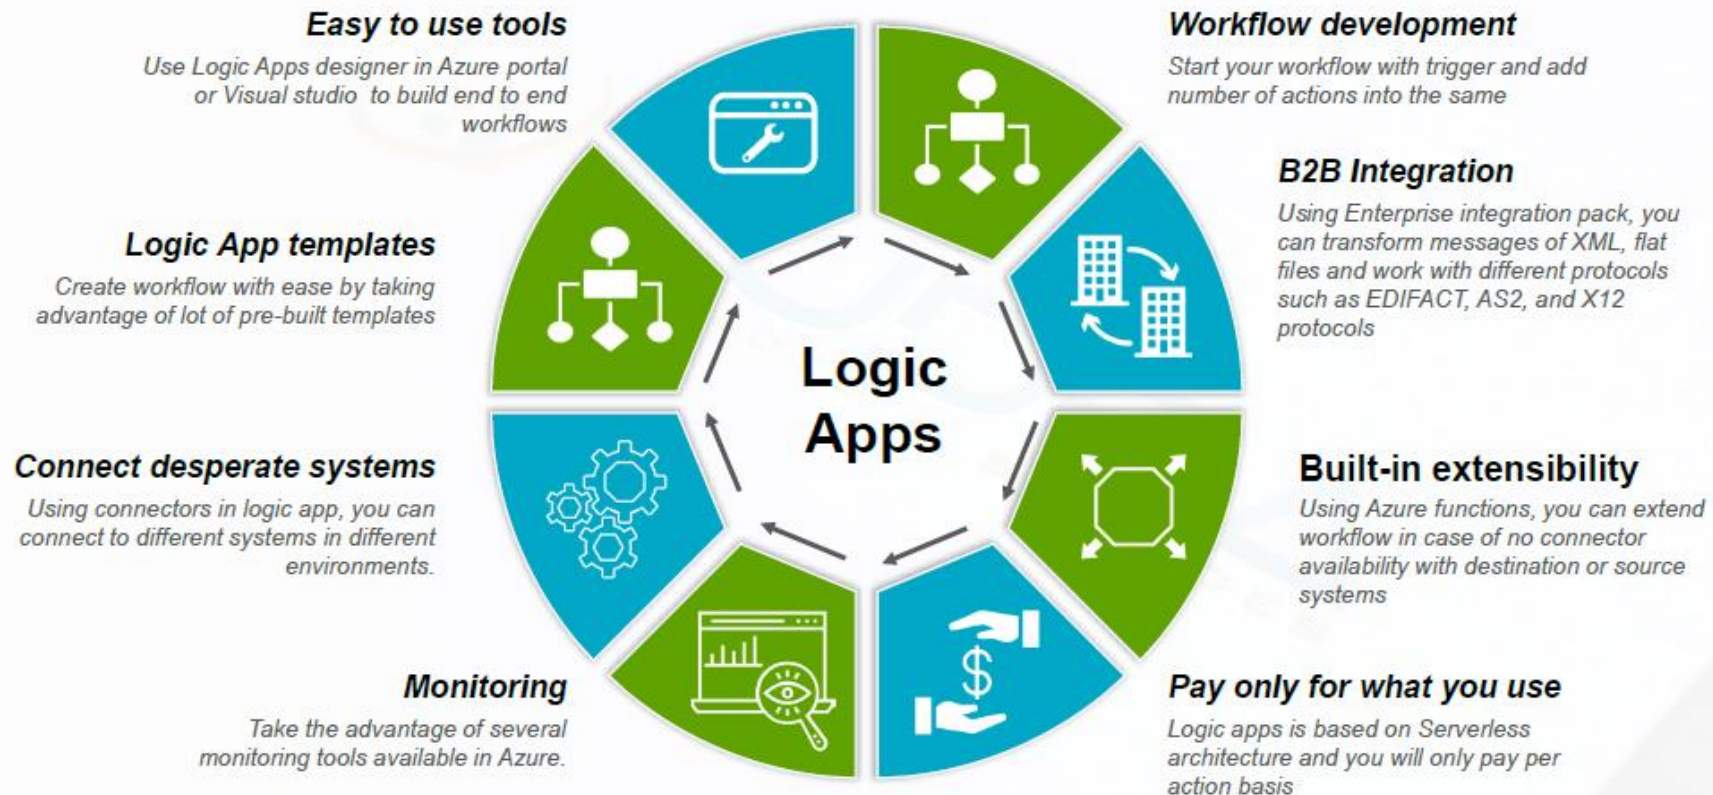 Easy to use tools
Use Logic Apps designer in Azure portal
or Visual studio to build end to end
workflows
Workflow development
Start your workflow with trigger and add
number of actions into the same
B2B Integration
Using Enterprise integration pack, you
can transform messages of XML, flat
files and work with different protocols
such as EDIFACT, AS2, and X12
protocols
Logic App templates
Create workflow with ease by taking
advantage of lot of pre-built templates
Logic
Apps
Connect desperate systems
Using connectors in logic app, you can
connect to different systems in different
environments.
Built-in extensibility
Using Azure functions, you can extend
workflow in case of no connector
availability with destination or source
systems
Monitoring
Take the advantage of several
monitoring tools available in Azure.
$
Pay only for what you use
Logic apps is based on Serverless
architecture and you will only pay per
action basis